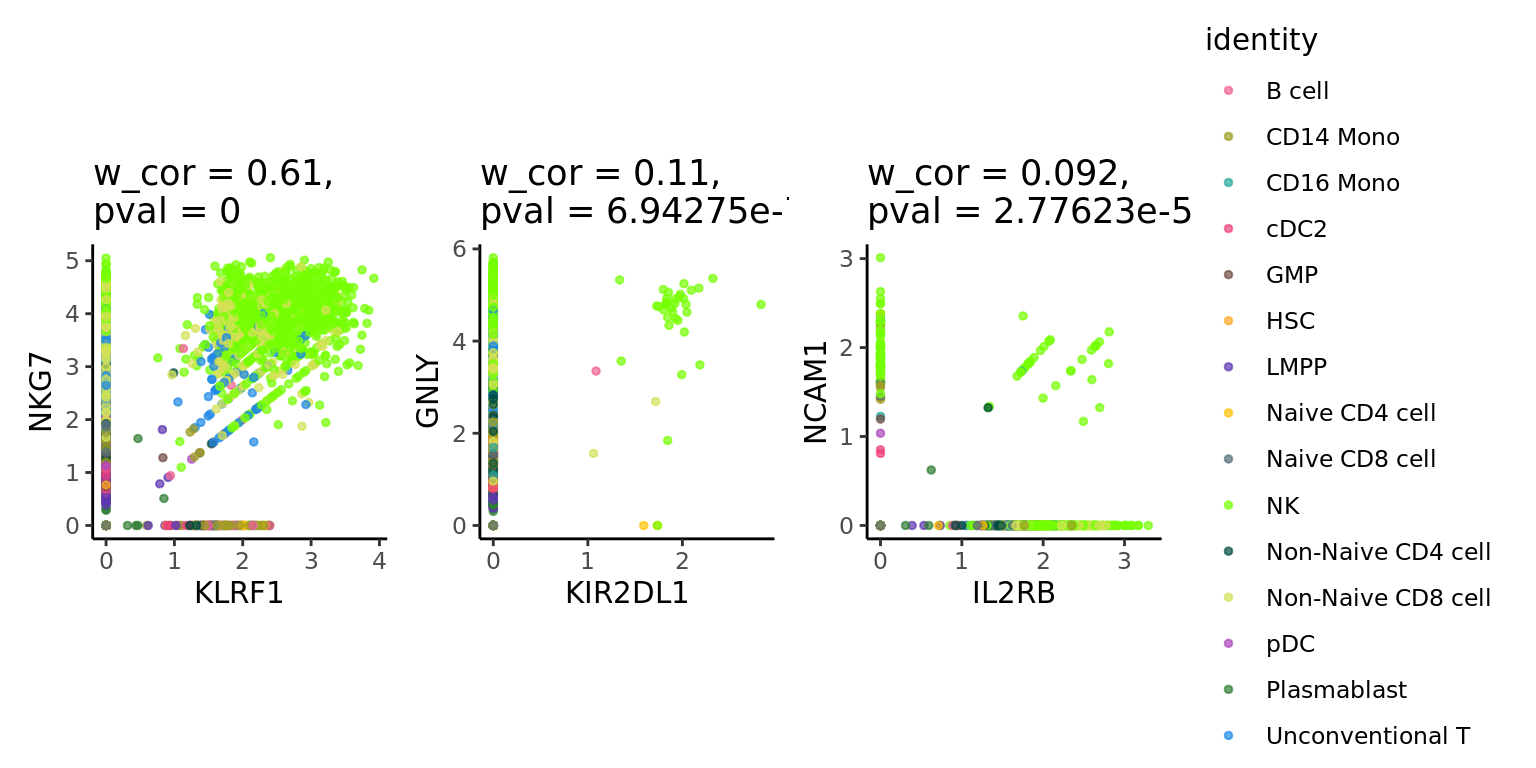 w_cor = 0.61,
pval = 0
NKG7
5
4
3
2
1
0
0 1 2 3 4
KLRF1
w_cor = 0.11,
pval = 6.94275e-
GNLY
6
4
2
0
0 1 2
KIR2DL1
w_cor = 0.092,
pval = 2.77623e-5
NCAM1
3
2
1
0
0 1 2 3
IL2RB
identity
B cell
CD14 Mono
CD16 Mono
cDC2
GMP
HSC
LMPP
Naive CD4 cell
Naive CD8 cell
NK
Non-Naive CD4 cell
Non-Naive CD8 cell
pDC
Plasmablast
Unconventional T